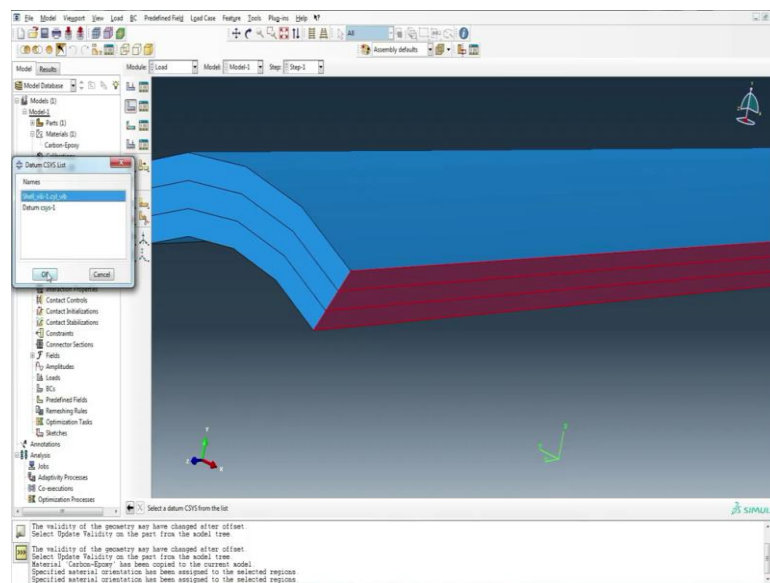 File Model Viewport View Load BC Predefined Field Load Case Feature Tools Plug-ins Help
All
Assembly defaults
Model Results
Module: Load Model: Model-1 Step: Step-1
Model Database
Models (1)
Model-1
Parts (1)
Materials (1)
Carbon-Epoxy
Datum CSYS List
Names
Datum csys-1
OK Cancel
Interaction Properties
Contact Controls
Contact Initializations
Contact Stabilizations
Constraints
Connector Sections
Fields
Amplitudes
Loads
BCs
Predefined Fields
Remeshing Rules
Optimization Tasks
Sketches
Annotations
Analysis
Jobs
Adaptivity Processes
Co-executions
Optimization Processes
Select a datum CSYS from the list
SIMUL
The validity of the geometry may have changed after offset.
Select Update Validity on the part from the model tree.
The validity of the geometry may have changed after offset.
Select Update Validity on the part from the model tree.
Material 'Carbon-Epoxy' has been copied to the current model.
Specified material orientation has been assigned to the selected regions.
Specified material orientation has been assigned to the selected regions.